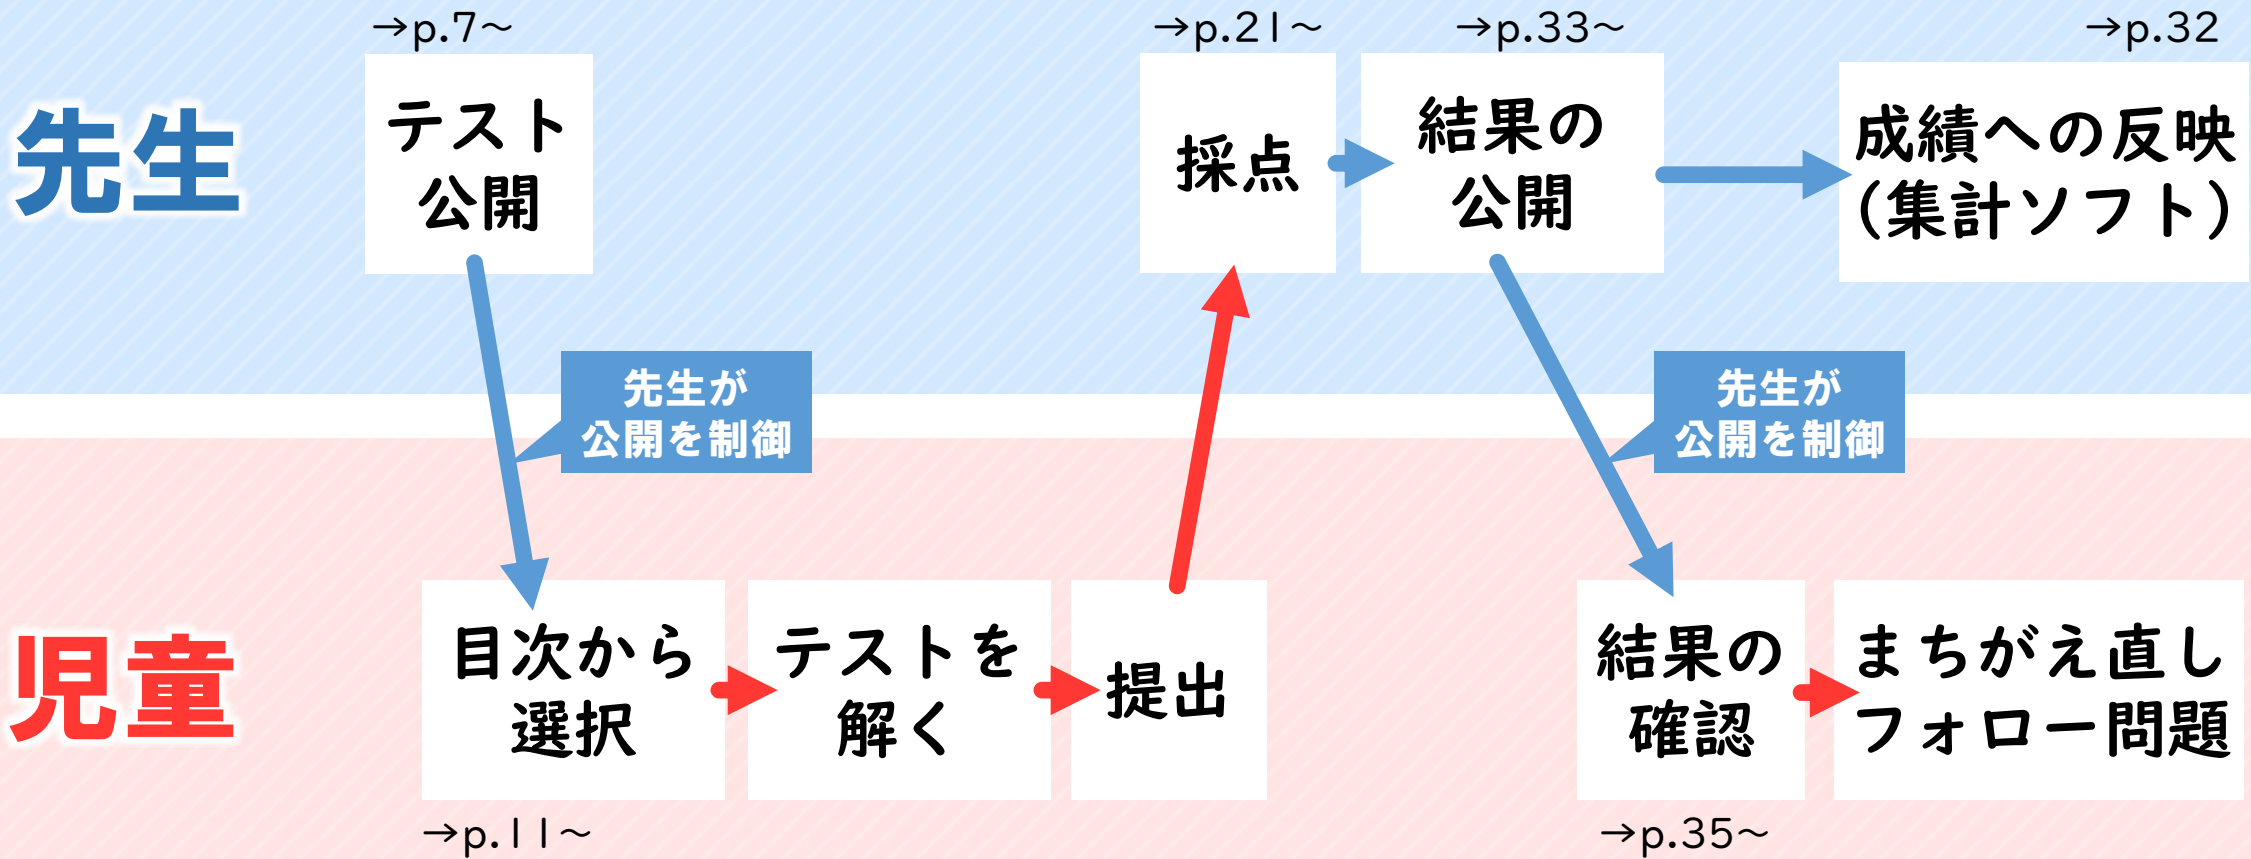 →p.7～
→p.21～
→p.33～
→p.32
先生
テスト
公開
採点
結果の
公開
成績への反映
(集計ソフト)
先生が
公開を制御
先生が
公開を制御
児童
目次から
選択
テストを
解く
提出
結果の
確認
まちがえ直し
フォロー問題
→p.11～
→p.35～